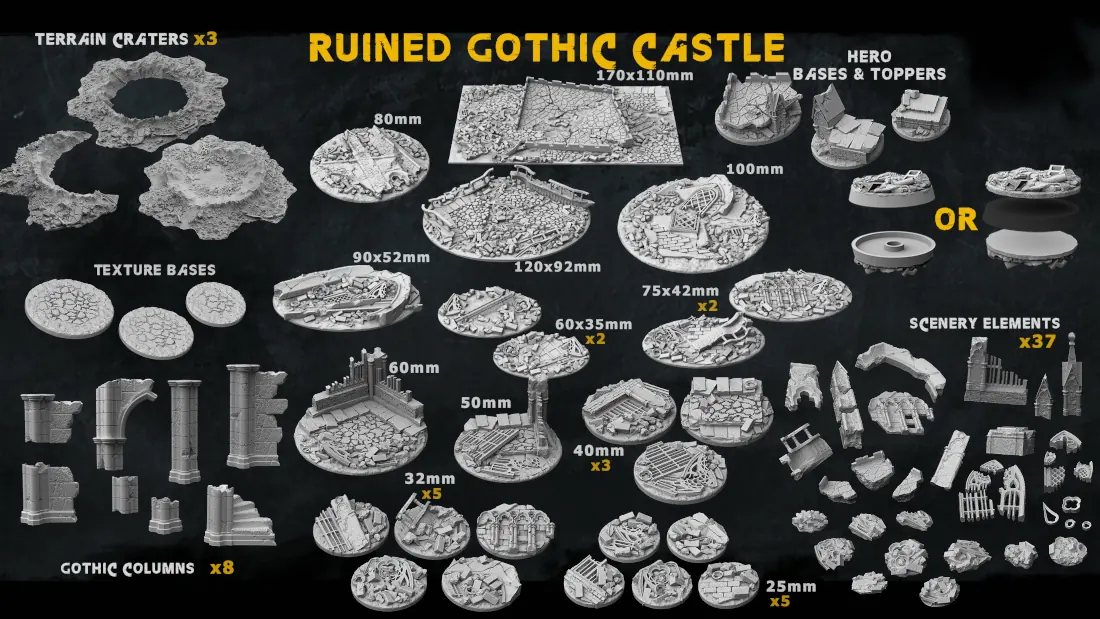 TERRAIN CRATERS x3
RUINED GOTHIC CASTLE
HERO
BASES & TOPPERS
170x110mm
80mm
100mm
OR
90x52mm
120x92mm
TEXTURE BASES
75x42mm
x2
60x35mm
x2
SCENERY ELEMENTS
x37
60mm
50mm
40mm
x3
32mm
x5
GOTHIC COLUMNS x8
25mm
x5